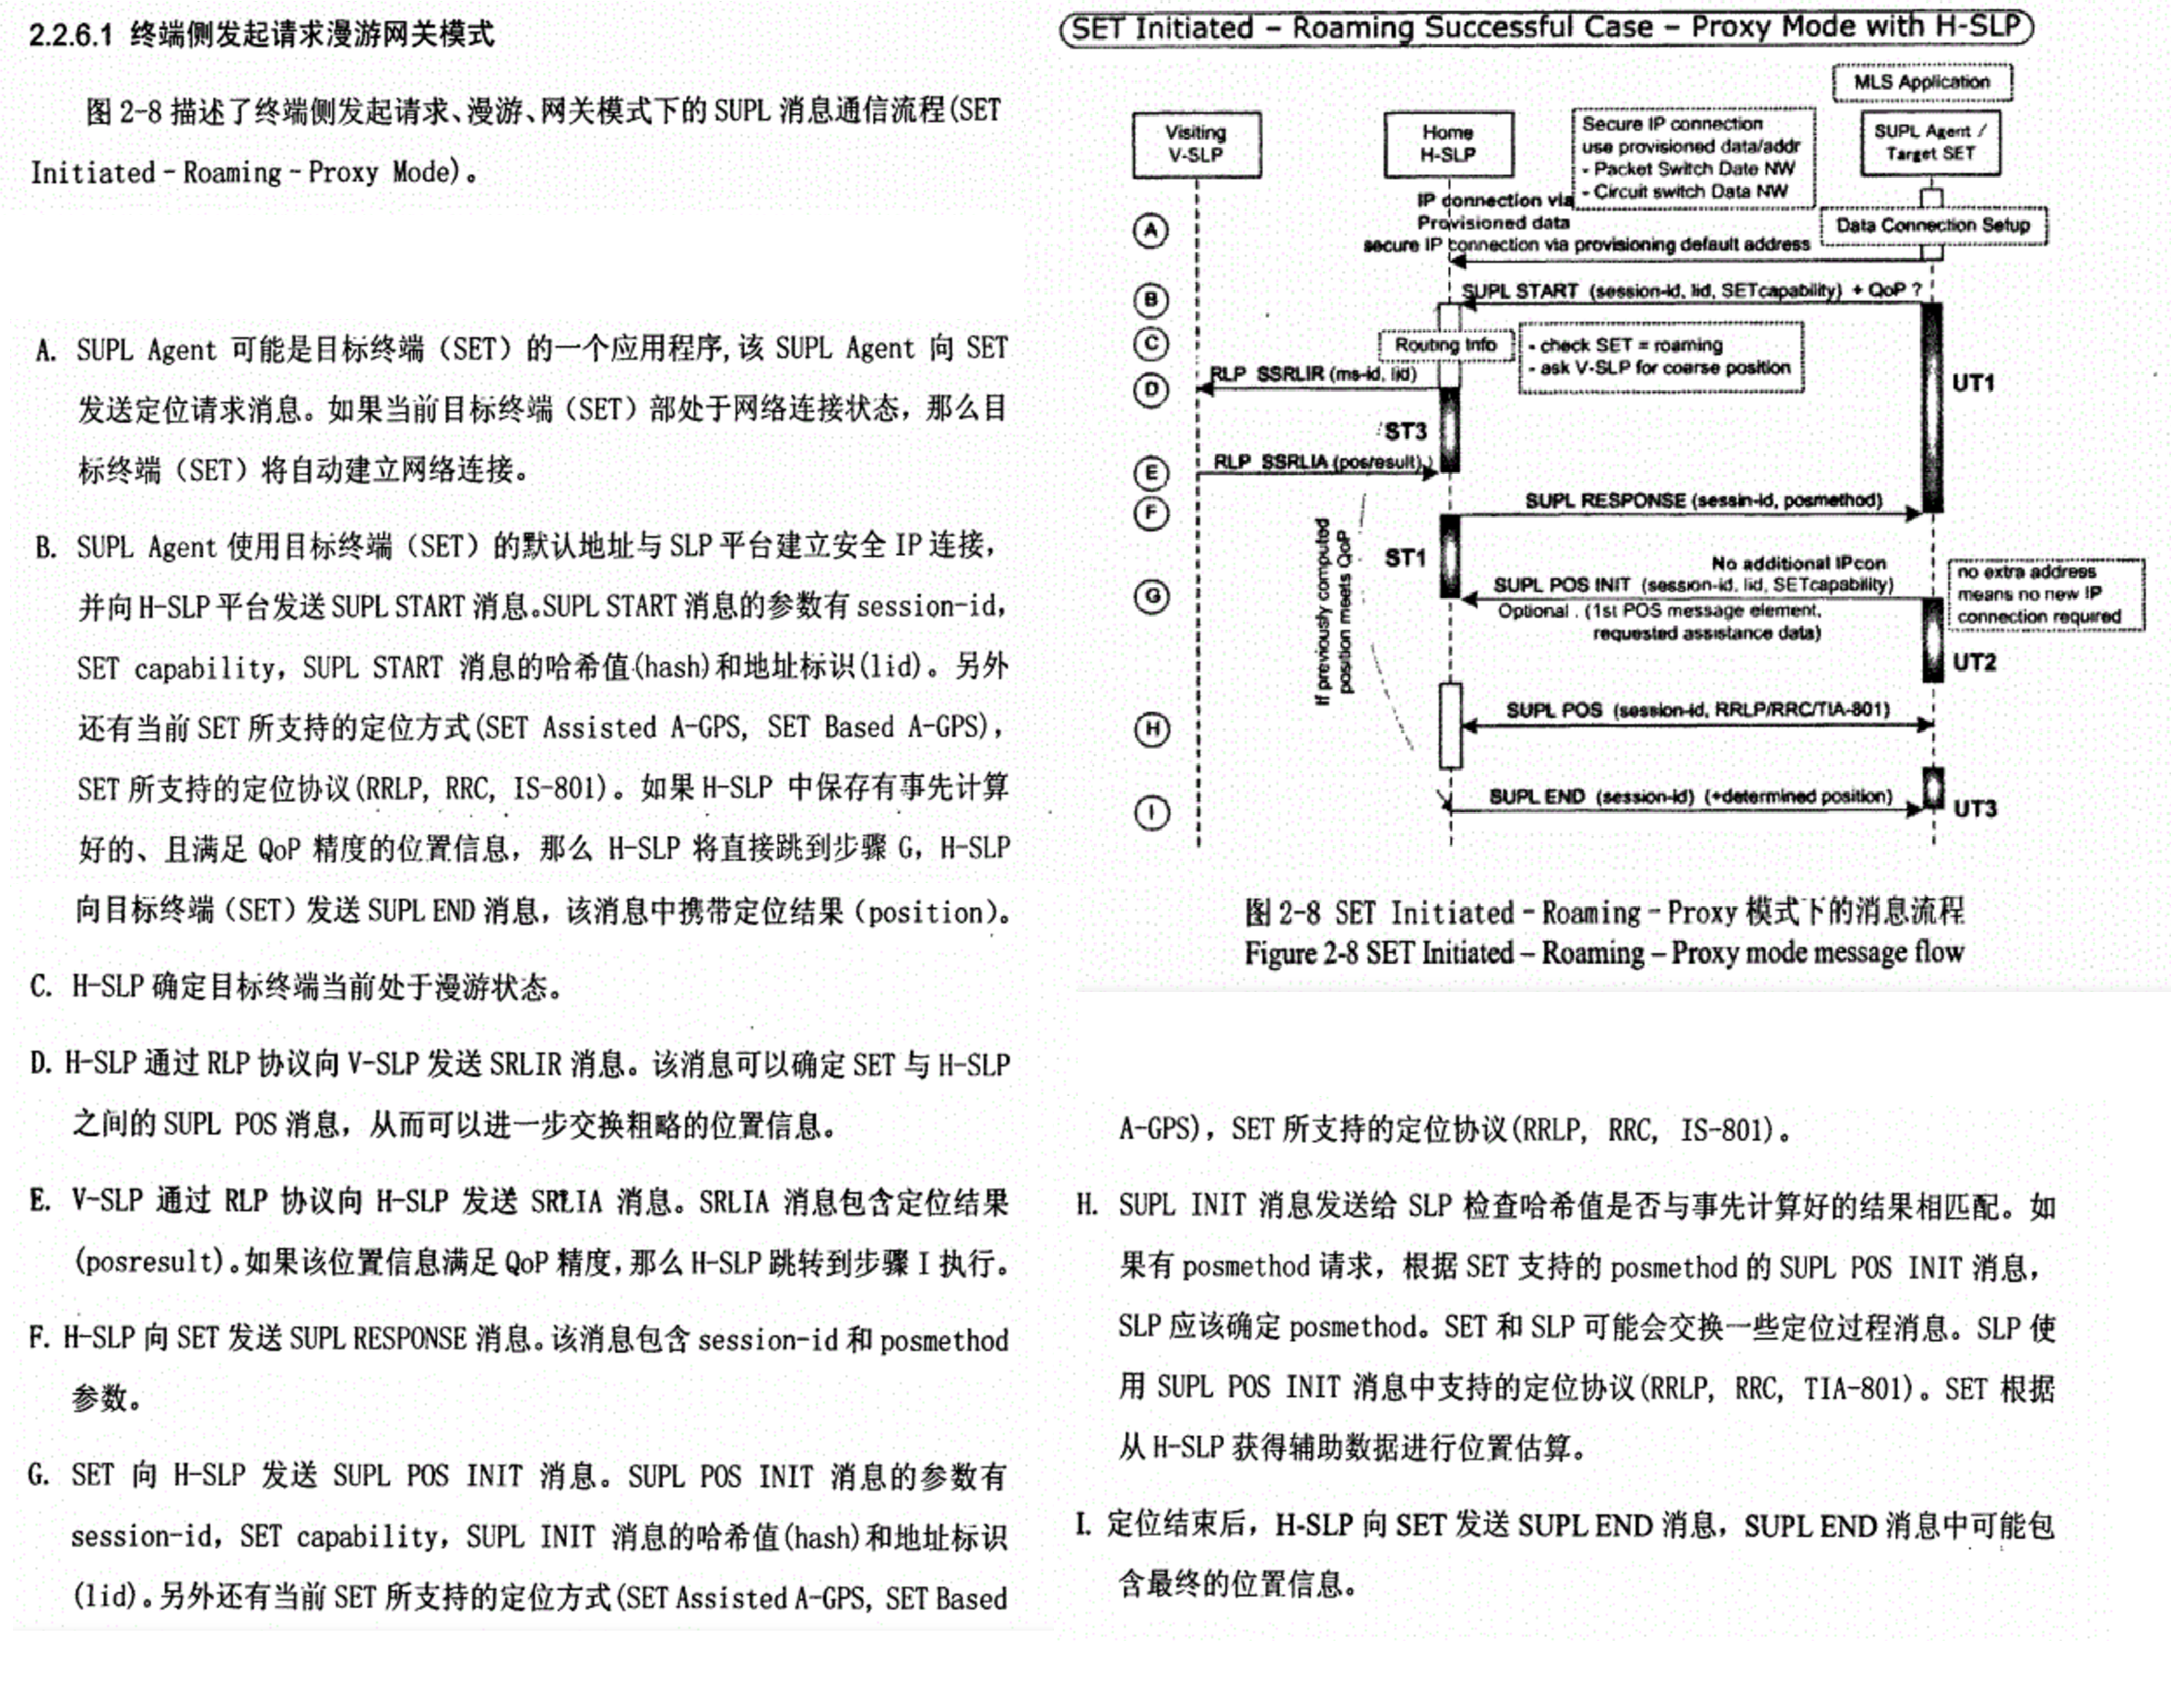 2.2.6.1 终端侧发起请求漫游网关模式
图 2-8 描述了终端侧发起请求、漫游、网关模式下的 SUPL 消息通信流程(SET
Initiated - Roaming - Proxy Mode)。
A. SUPL Agent 可能是目标终端（SET）的一个应用程序,该 SUPL Agent 向 SET
发送定位请求消息。如果当前目标终端（SET）部处于网络连接状态，那么目
标终端（SET）将自动建立网络连接。
B. SUPL Agent 使用目标终端（SET）的默认地址与 SLP 平台建立安全 IP 连接，
并向 H-SLP 平台发送 SUPL START 消息。SUPL START 消息的参数有 session-id,
SET capability, SUPL START 消息的哈希值(hash)和地址标识(lid)。另外
还有当前 SET 所支持的定位方式(SET Assisted A-GPS, SET Based A-GPS),
SET 所支持的定位协议(RRLP, RRC, IS-801)。如果 H-SLP 中保存有事先计算
好的、且满足 QoP 精度的位置信息，那么 H-SLP 将直接跳到步骤 G, H-SLP
向目标终端（SET）发送 SUPL END 消息，该消息中携带定位结果（position）。
C. H-SLP 确定目标终端当前处于漫游状态。
D. H-SLP 通过 RLP 协议向 V-SLP 发送 SRLIR 消息。该消息可以确定 SET 与 H-SLP
之间的 SUPL POS 消息，从而可以进一步交换粗略的位置信息。
E. V-SLP 通过 RLP 协议向 H-SLP 发送 SRLIA 消息。SRLIA 消息包含定位结果
(posresult)。如果该位置信息满足 QoP 精度,那么 H-SLP 跳转到步骤 I 执行。
F. H-SLP 向 SET 发送 SUPL RESPONSE 消息。该消息包含 session-id 和 posmethod
参数。
G. SET 向 H-SLP 发送 SUPL POS INIT 消息。SUPL POS INIT 消息的参数有
session-id, SET capability, SUPL INIT 消息的哈希值(hash)和地址标识
(lid)。另外还有当前 SET 所支持的定位方式(SET Assisted A-GPS, SET Based
SET Initiated – Roaming Successful Case – Proxy Mode with H-SLP
MLS Application
Visiting
V-SLP
Home
H-SLP
Secure IP connection
use provisioned data/addr
- Packet Switch Date NW
- Circuit switch Data NW
SUPL Agent /
Target SET
IP connection via
Provisioned data
secure IP connection via provisioning default address
Data Connection Setup
A
B
SUPL START (session-id, lid, SETcapability) + QoP ?
C
Routing Info
- check SET = roaming
- ask V-SLP for coarse position
D
RLP SSRLIR (ms-id, lid)
UT1
ST3
E
RLP SSRLIA (posresult)
F
SUPL RESPONSE (sessin-id, posmethod)
ST1
If previously computed
position meets QoP
No additional IPcon
G
SUPL POS INIT (session-id, lid, SETcapability)
Optional . (1st POS message element,
requested assistance data)
no extra address
means no new IP
connection required
UT2
H
SUPL POS (session-id, RRLP/RRC/TIA-801)
I
SUPL END (session-id) (+determined position)
UT3
图 2-8 SET Initiated - Roaming - Proxy 模式下的消息流程
Figure 2-8 SET Initiated – Roaming – Proxy mode message flow
A-GPS), SET 所支持的定位协议(RRLP, RRC, IS-801)。
H. SUPL INIT 消息发送给 SLP 检查哈希值是否与事先计算好的结果相匹配。如
果有 posmethod 请求，根据 SET 支持的 posmethod 的 SUPL POS INIT 消息，
SLP 应该确定 posmethod。SET 和 SLP 可能会交换一些定位过程消息。SLP 使
用 SUPL POS INIT 消息中支持的定位协议(RRLP, RRC, TIA-801)。SET 根据
从 H-SLP 获得辅助数据进行位置估算。
I. 定位结束后，H-SLP 向 SET 发送 SUPL END 消息，SUPL END 消息中可能包
含最终的位置信息。